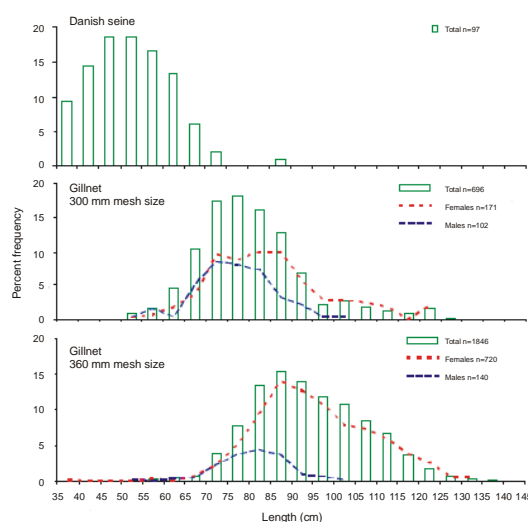 Danish seine
Total n=97
20
15
10
5
0
Gillnet
300 mm mesh size
Total n=696
Females n=171
Males n=102
20
15
10
5
0
Percent frequency
Gillnet
360 mm mesh size
Total n=1846
Females n=720
Males n=140
20
15
10
5
0
35 40 45 50 55 60 65 70 75 80 85 90 95 100 105 110 115 120 125 130 135 140 145
Length (cm)